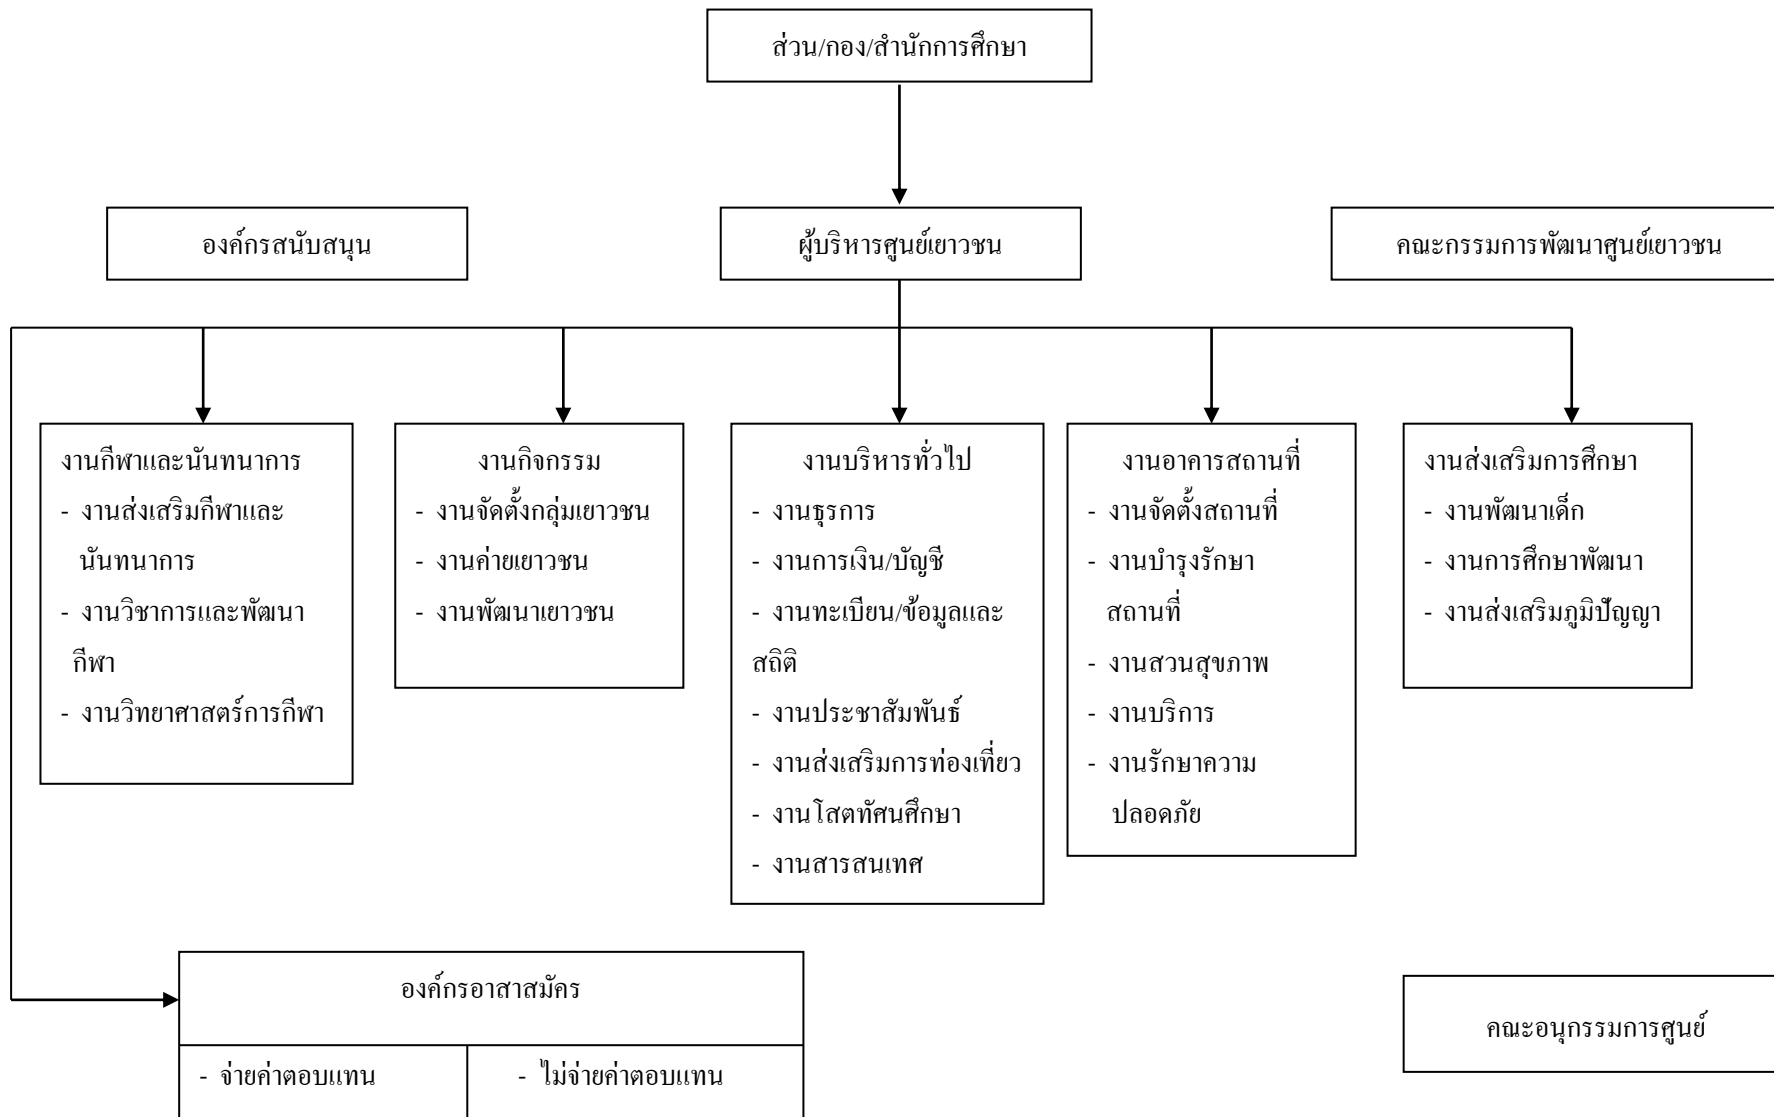 ส่วน/กอง/สำนักการศึกษา
องค์กรสนับสนุน
ผู้บริหารศูนย์เยาวชน
คณะกรรมการพัฒนาศูนย์เยาวชน
งานกีฬาและนันทนาการ
- งานส่งเสริมกีฬาและ
นันทนาการ
- งานวิชาการและพัฒนา
กีฬา
- งานวิทยาศาสตร์การกีฬา
งานกิจกรรม
- งานจัดตั้งกลุ่มเยาวชน
- งานค่ายเยาวชน
- งานพัฒนาเยาวชน
งานบริหารทั่วไป
- งานธุรการ
- งานการเงิน/บัญชี
- งานทะเบียน/ข้อมูลและ
สถิติ
- งานประชาสัมพันธ์
- งานส่งเสริมการท่องเที่ยว
- งานโสตทัศนศึกษา
- งานสารสนเทศ
งานอาคารสถานที่
- งานจัดตั้งสถานที่
- งานบำรุงรักษา
สถานที่
- งานสวนสุขภาพ
- งานบริการ
- งานรักษาความ
ปลอดภัย
งานส่งเสริมการศึกษา
- งานพัฒนาเด็ก
- งานการศึกษาพัฒนา
- งานส่งเสริมภูมิปัญญา
องค์กรอาสาสมัคร
- จ่ายค่าตอบแทน
- ไม่จ่ายค่าตอบแทน
คณะอนุกรรมการศูนย์